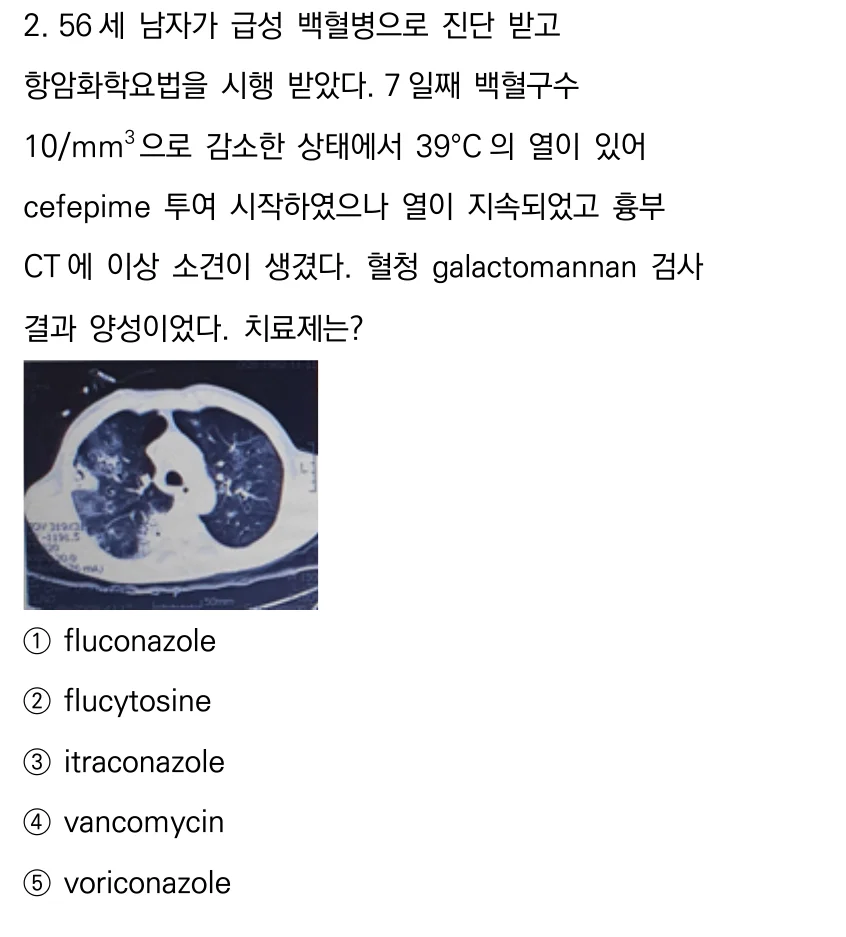 2. 56세 남자가 급성 백혈병으로 진단 받고
항암화학요법을 시행 받았다. 7일째 백혈구수
10/mm³으로 감소한 상태에서 39°C의 열이 있어
cefepime 투여 시작하였으나 열이 지속되었고 흉부
CT에 이상 소견이 생겼다. 혈청 galactomannan 검사
결과 양성이었다. 치료제는?
① fluconazole
② flucytosine
③ itraconazole
④ vancomycin
⑤ voriconazole